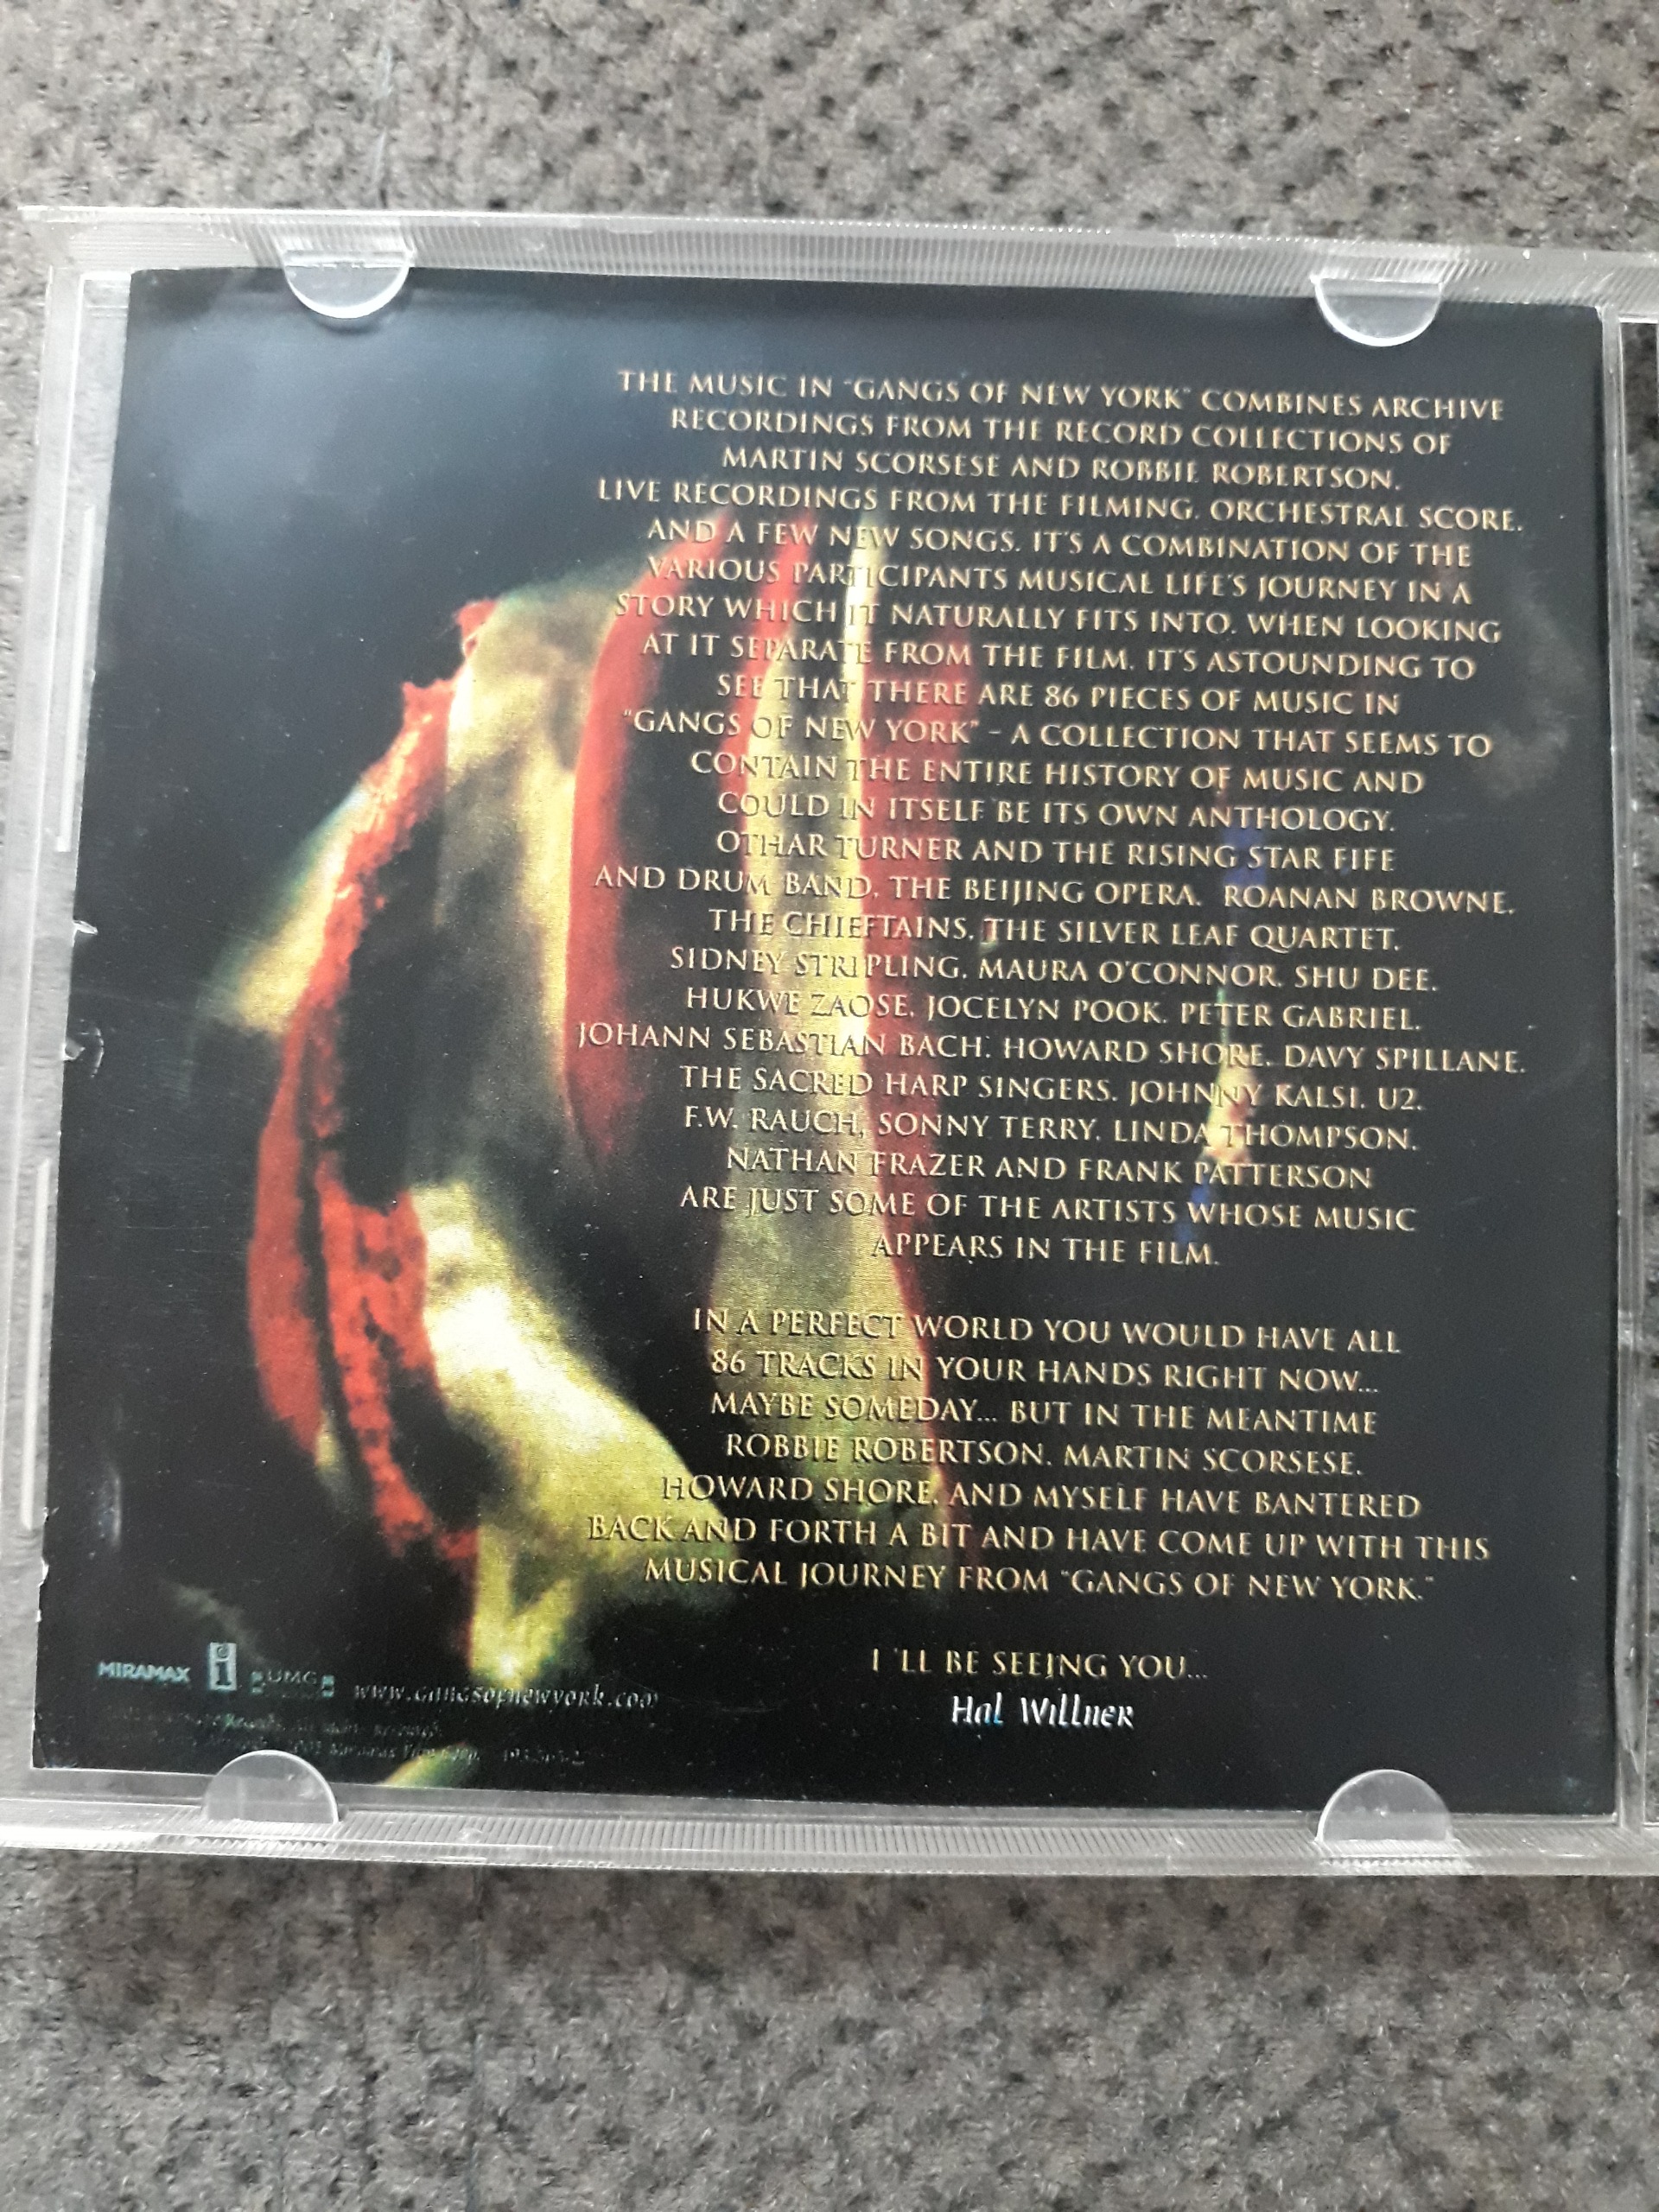 THE MUSIC IN "GANGS OF NEW YORK" COMBINES ARCHIVE
RECORDINGS FROM THE RECORD COLLECTIONS OF
MARTIN SCORSESE AND ROBBIE ROBERTSON,
LIVE RECORDINGS FROM THE FILMING, ORCHESTRAL SCORE,
AND A FEW NEW SONGS. IT'S A COMBINATION OF THE
VARIOUS PARTICIPANTS MUSICAL LIFE'S JOURNEY IN A
STORY WHICH IT NATURALLY FITS INTO. WHEN LOOKING
AT IT SEPARATE FROM THE FILM, IT'S ASTOUNDING TO
SEE THAT THERE ARE 86 PIECES OF MUSIC IN
"GANGS OF NEW YORK" - A COLLECTION THAT SEEMS TO
CONTAIN THE ENTIRE HISTORY OF MUSIC AND
COULD IN ITSELF BE ITS OWN ANTHOLOGY.
OTHAR TURNER AND THE RISING STAR FIFE
AND DRUM BAND, THE BEIJING OPERA, ROANAN BROWNE,
THE CHIEFTAINS, THE SILVER LEAF QUARTET,
SIDNEY STRIPLING, MAURA O'CONNOR, SHU DEE,
HUKWE ZAOSE, JOCELYN POOK, PETER GABRIEL,
JOHANN SEBASTIAN BACH, HOWARD SHORE, DAVY SPILLANE,
THE SACRED HARP SINGERS, JOHNNY KALSI, U2,
F.W. RAUCH, SONNY TERRY, LINDA THOMPSON,
NATHAN FRAZER AND FRANK PATTERSON
ARE JUST SOME OF THE ARTISTS WHOSE MUSIC
APPEARS IN THE FILM.
IN A PERFECT WORLD YOU WOULD HAVE ALL
86 TRACKS IN YOUR HANDS RIGHT NOW...
MAYBE SOMEDAY... BUT IN THE MEANTIME
ROBBIE ROBERTSON, MARTIN SCORSESE,
HOWARD SHORE, AND MYSELF HAVE BANTERED
BACK AND FORTH A BIT AND HAVE COME UP WITH THIS
MUSICAL JOURNEY FROM "GANGS OF NEW YORK."
I 'LL BE SEEING YOU...
Hal Willner
MIRAMAX i UMG www.gangsofnewyork.com